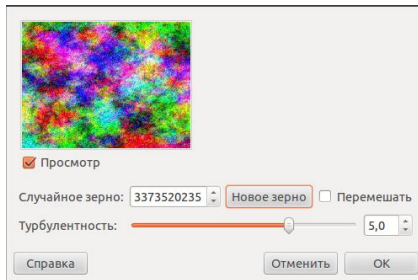 Просмотр
Случайное зерно: 3373520235 Новое зерно Перемешать
Турбулентность: 5,0
Справка Отменить OK